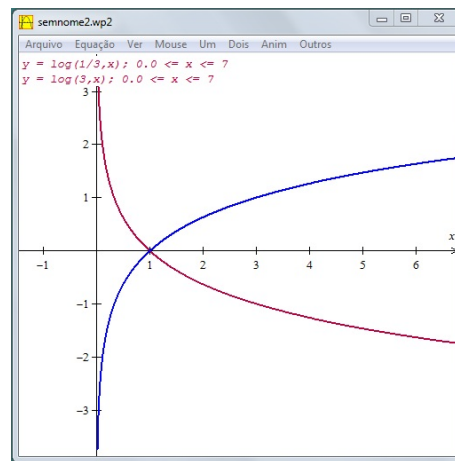 semnome2.wp2
Arquivo Equação Ver Mouse Um Dois Anim Outros
y = log(1/3,x); 0.0 <= x <= 7
y = log(3,x); 0.0 <= x <= 7
3
2
1
x
−1 1 2 3 4 5 6
−1
−2
−3